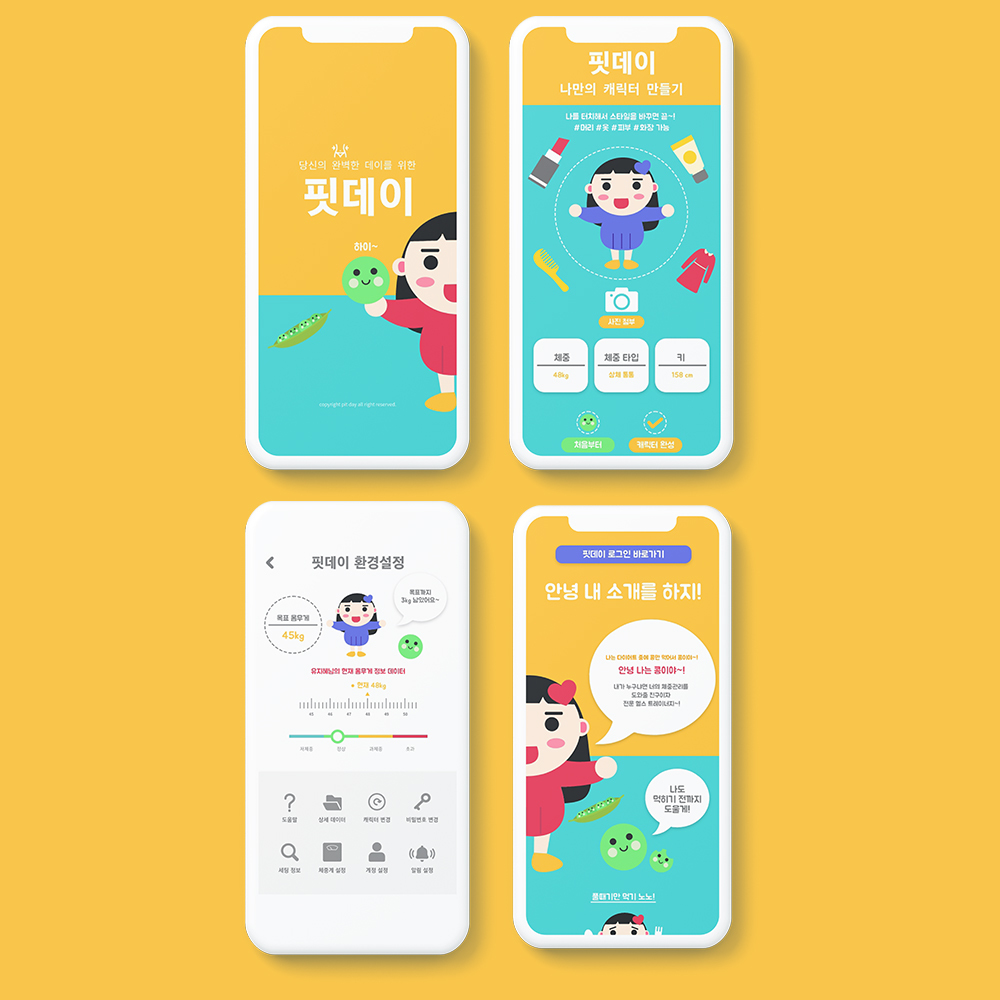 당신의 완벽한 데이를 위한
핏데이
하이~
copyright pit day all right reserved.
핏데이
나만의 캐릭터 만들기
나를 터치해서 스타일을 바꾸면 끝~!
#머리 #옷 #피부 #화장 가능
사진 첨부
체중
48kg
체중 타입
상체 통통
키
158 cm
처음부터
캐릭터 완성
핏데이 환경설정
목표 몸무게
45kg
목표까지
3kg 남았어요~
유지혜님의 현재 몸무게 정보 데이터
현재 48kg
45 46 47 48 49 50
저체중 정상 과체중 초과
도움말
상세 데이터
캐릭터 변경
비밀번호 변경
세팅 정보
체중계 설정
계정 설정
알림 설정
핏데이 로그인 바로가기
안녕 내 소개를 하지!
나는 다이어트 중에 콩만 먹어서 콩이야~!
안녕 나는 콩이야~!
내가 누구냐면 너의 체중관리를
도와줄 친구이자
전문 헬스 트레이너지~!
나도
먹히기 전까지
도울게!
풀때기만 먹기 노노!